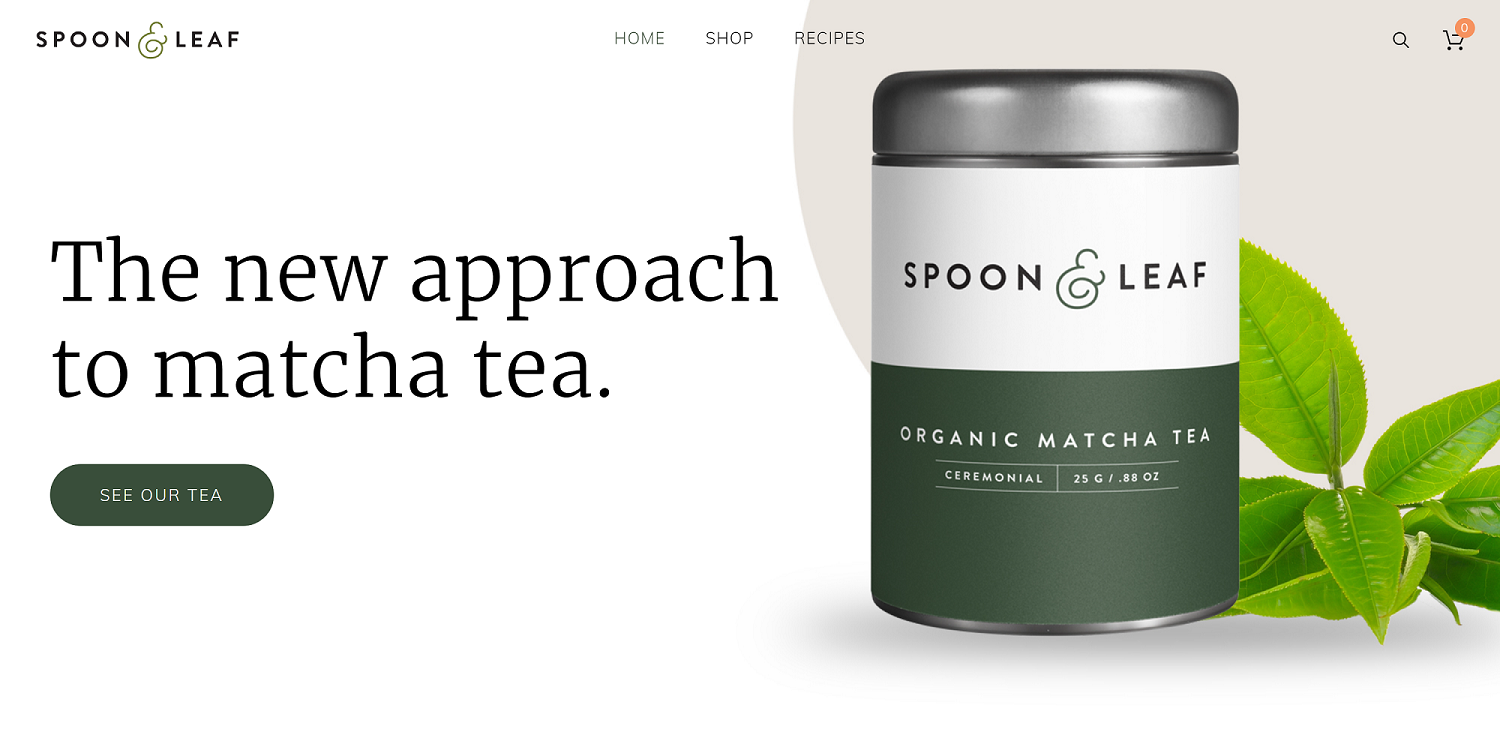 SPOON & LEAF
HOME SHOP RECIPES
0
The new approach
to matcha tea.
SEE OUR TEA
SPOON & LEAF
ORGANIC MATCHA TEA
CEREMONIAL 25 G / .88 OZ